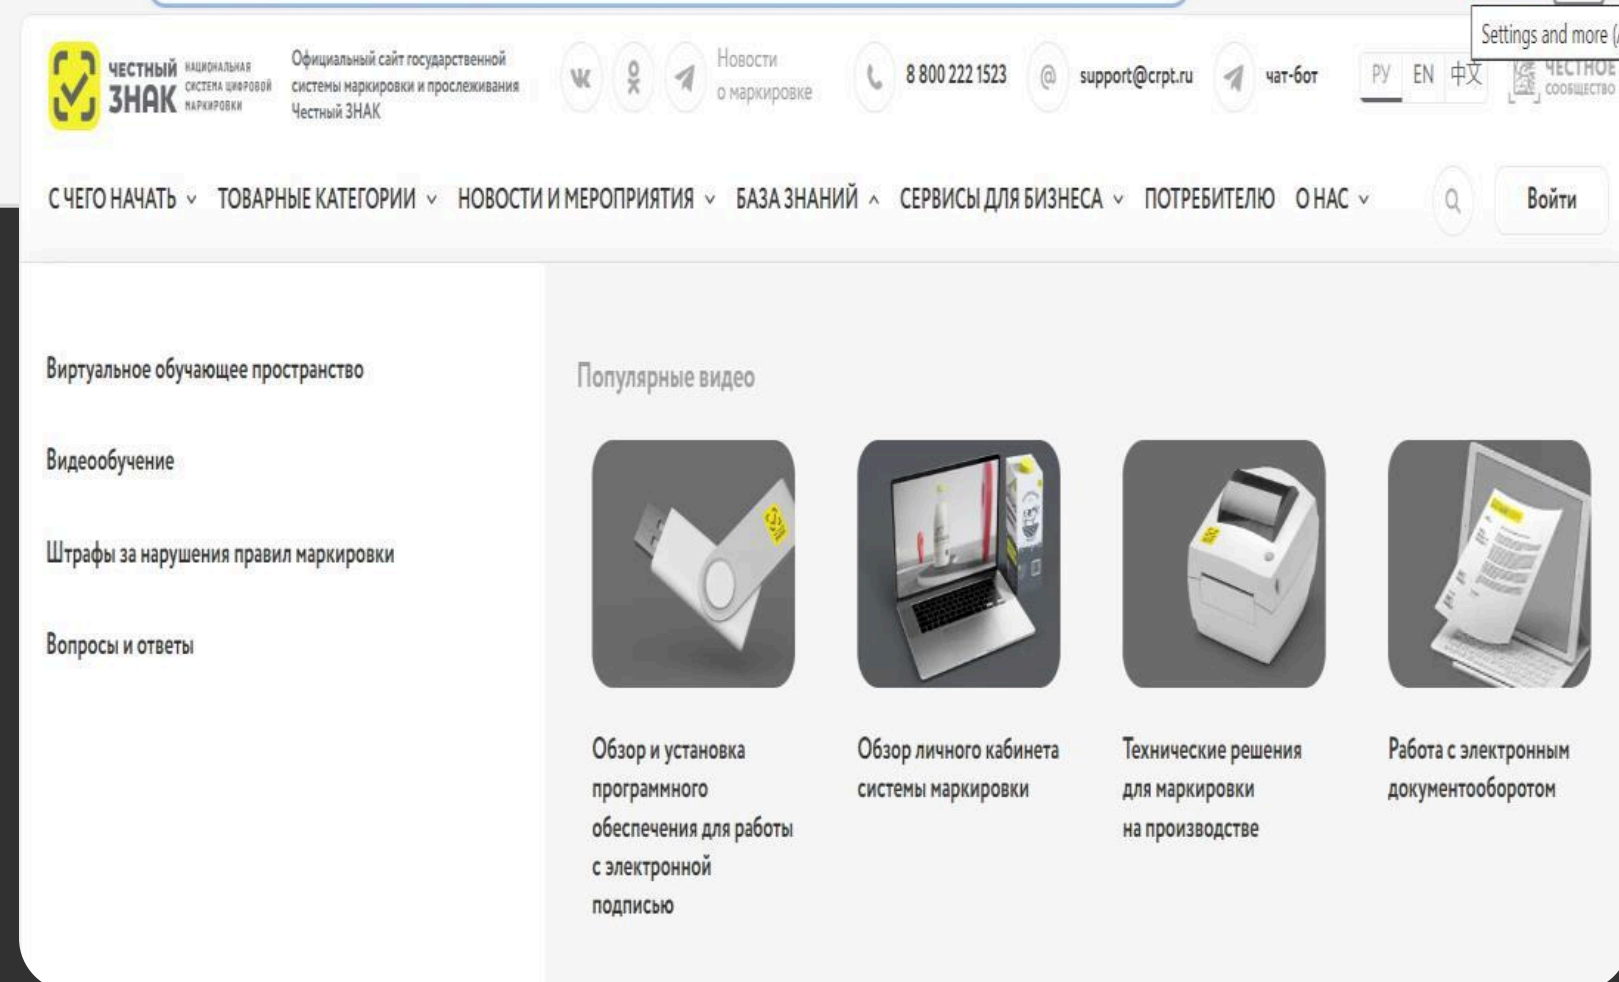 Settings and more (
ЧЕСТНЫЙ
ЗНАК
НАЦИОНАЛЬНАЯ
СИСТЕМА ЦИФРОВОЙ
МАРКИРОВКИ
Официальный сайт государственной
системы маркировки и прослеживания
Честный ЗНАК
Новости
о маркировке
8 800 222 1523
@
support@crpt.ru
чат-бот
РУ EN 中文
ЧЕСТНОЕ
СООБЩЕСТВО
С ЧЕГО НАЧАТЬ ТОВАРНЫЕ КАТЕГОРИИ НОВОСТИ И МЕРОПРИЯТИЯ БАЗА ЗНАНИЙ СЕРВИСЫ ДЛЯ БИЗНЕСА ПОТРЕБИТЕЛЮ О НАС Войти
Виртуальное обучающее пространство
Видеообучение
Штрафы за нарушения правил маркировки
Вопросы и ответы
Популярные видео
Обзор и установка
программного
обеспечения для работы
с электронной
подписью
Обзор личного кабинета
системы маркировки
Технические решения
для маркировки
на производстве
Работа с электронным
документооборотом